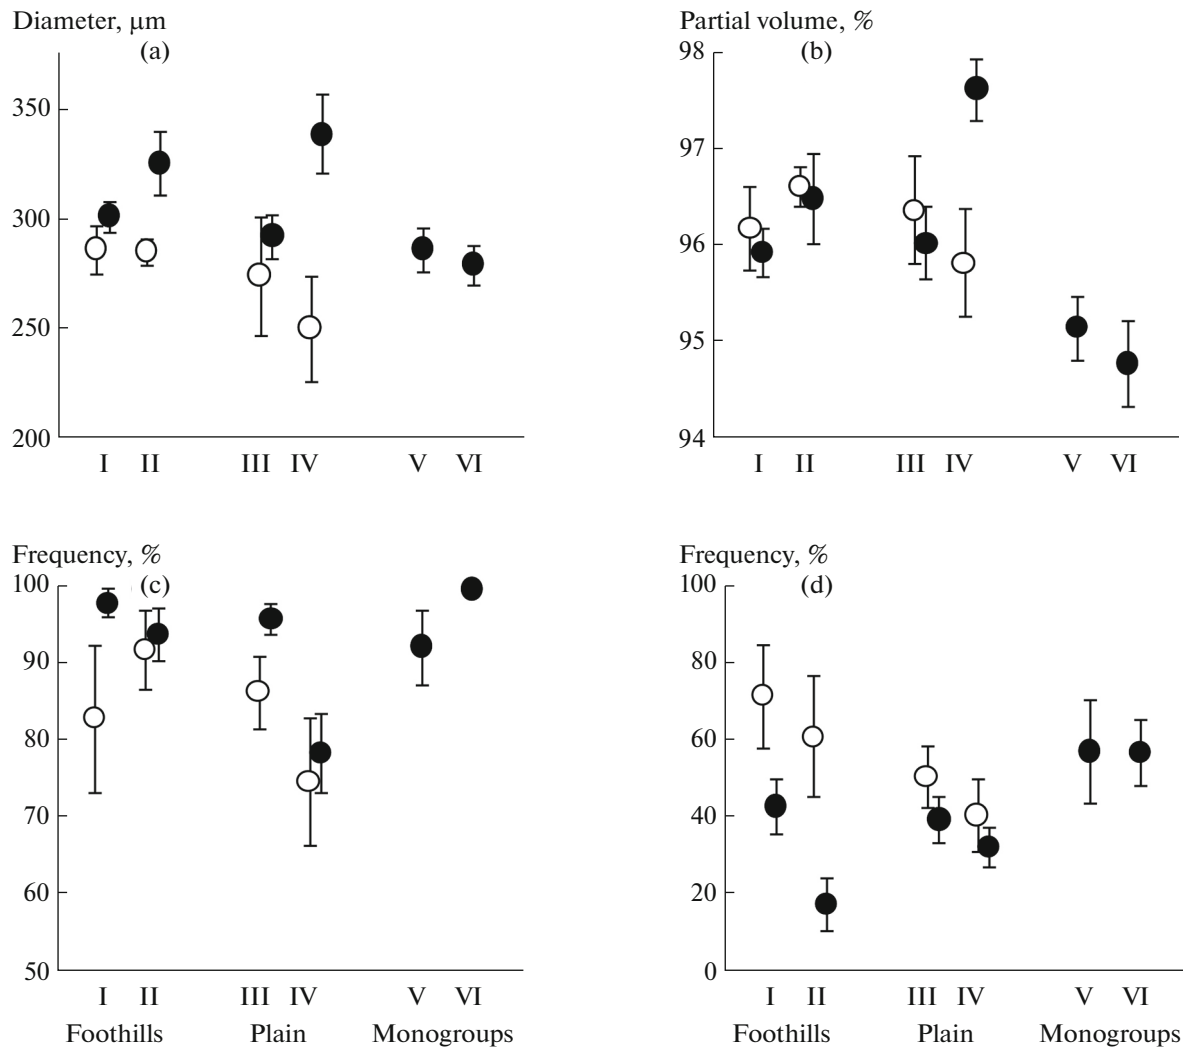 Diameter, μm
(a)
350
300
250
200
I II III IV V VI
Partial volume, %
(b)
98
97
96
95
94
I II III IV V VI
Frequency, %
(c)
100
90
80
70
60
50
I II III IV V VI
Foothills Plain Monogroups
Frequency, %
(d)
100
80
60
40
20
0
I II III IV V VI
Foothills Plain Monogroups